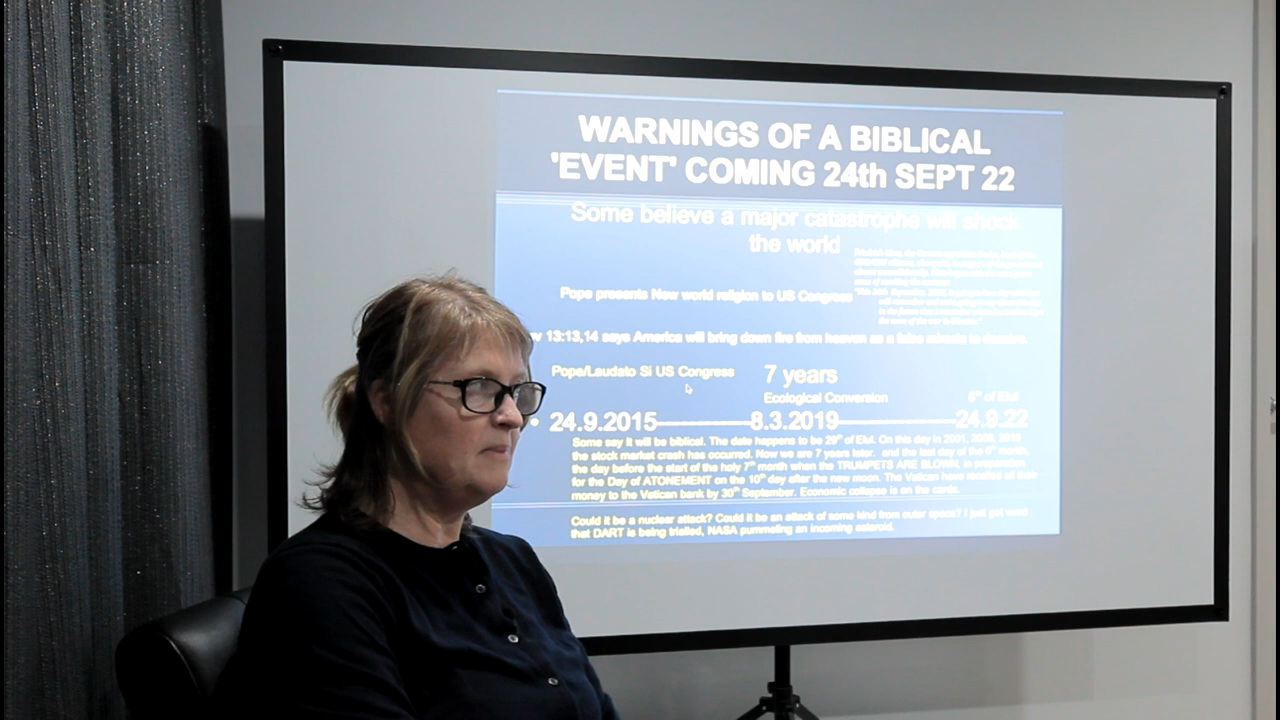 WARNINGS OF A BIBLICAL
'EVENT' COMING 24th SEPT 22
Some believe a major catastrophe will shock
the world
Pope presents New world religion to US Congress
13:13,14 says America will bring down fire from heaven as a false miracle to deceive.
Pope/Laudato Si US Congress
7 years
Ecological Conversion
of Elul
• 24.9.2015
8.3.2019
24.9.22
Some say it will be biblical. The date happens to be 29th of Elul. On this day in 2001, 2008, 2015
the stock market crash has occurred. Now we are 7 years later. and the last day of the 6th month,
the day before the start of the holy 7th month when the TRUMPETS ARE BLOWN, in preparation
for the Day of ATONEMENT on the 10th day after the new moon. The Vatican have recalled all their
money to the Vatican bank by 30th September. Economic collapse is on the cards.
Could it be a nuclear attack? Could it be an attack of some kind from outer space? I just got word
that DART is being trialled, NASA pummeling an incoming asteroid.